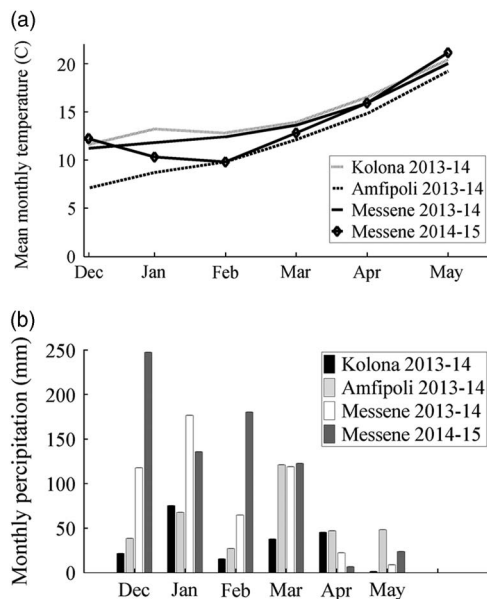 (a)
Mean monthly temperature (C)
20
15
10
5
0
Dec Jan Feb Mar Apr May
Kolona 2013-14
Amfipoli 2013-14
Messene 2013-14
Messene 2014-15
(b)
Monthly percipitation (mm)
250
200
150
100
50
0
Dec Jan Feb Mar Apr May
Kolona 2013-14
Amfipoli 2013-14
Messene 2013-14
Messene 2014-15